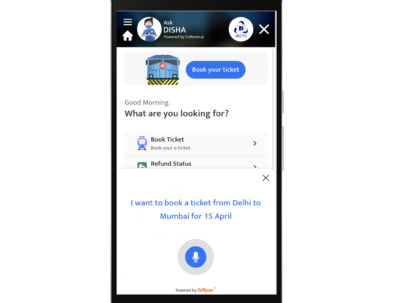 Ask
DISHA
Powered by CoRover.ai
IRCTC
Book your ticket
Good Morning.
What are you looking for?
Book Ticket
Book your e-ticket.
Refund Status
I want to book a ticket from Delhi to
Mumbai for 15 April
Powered by CoRover